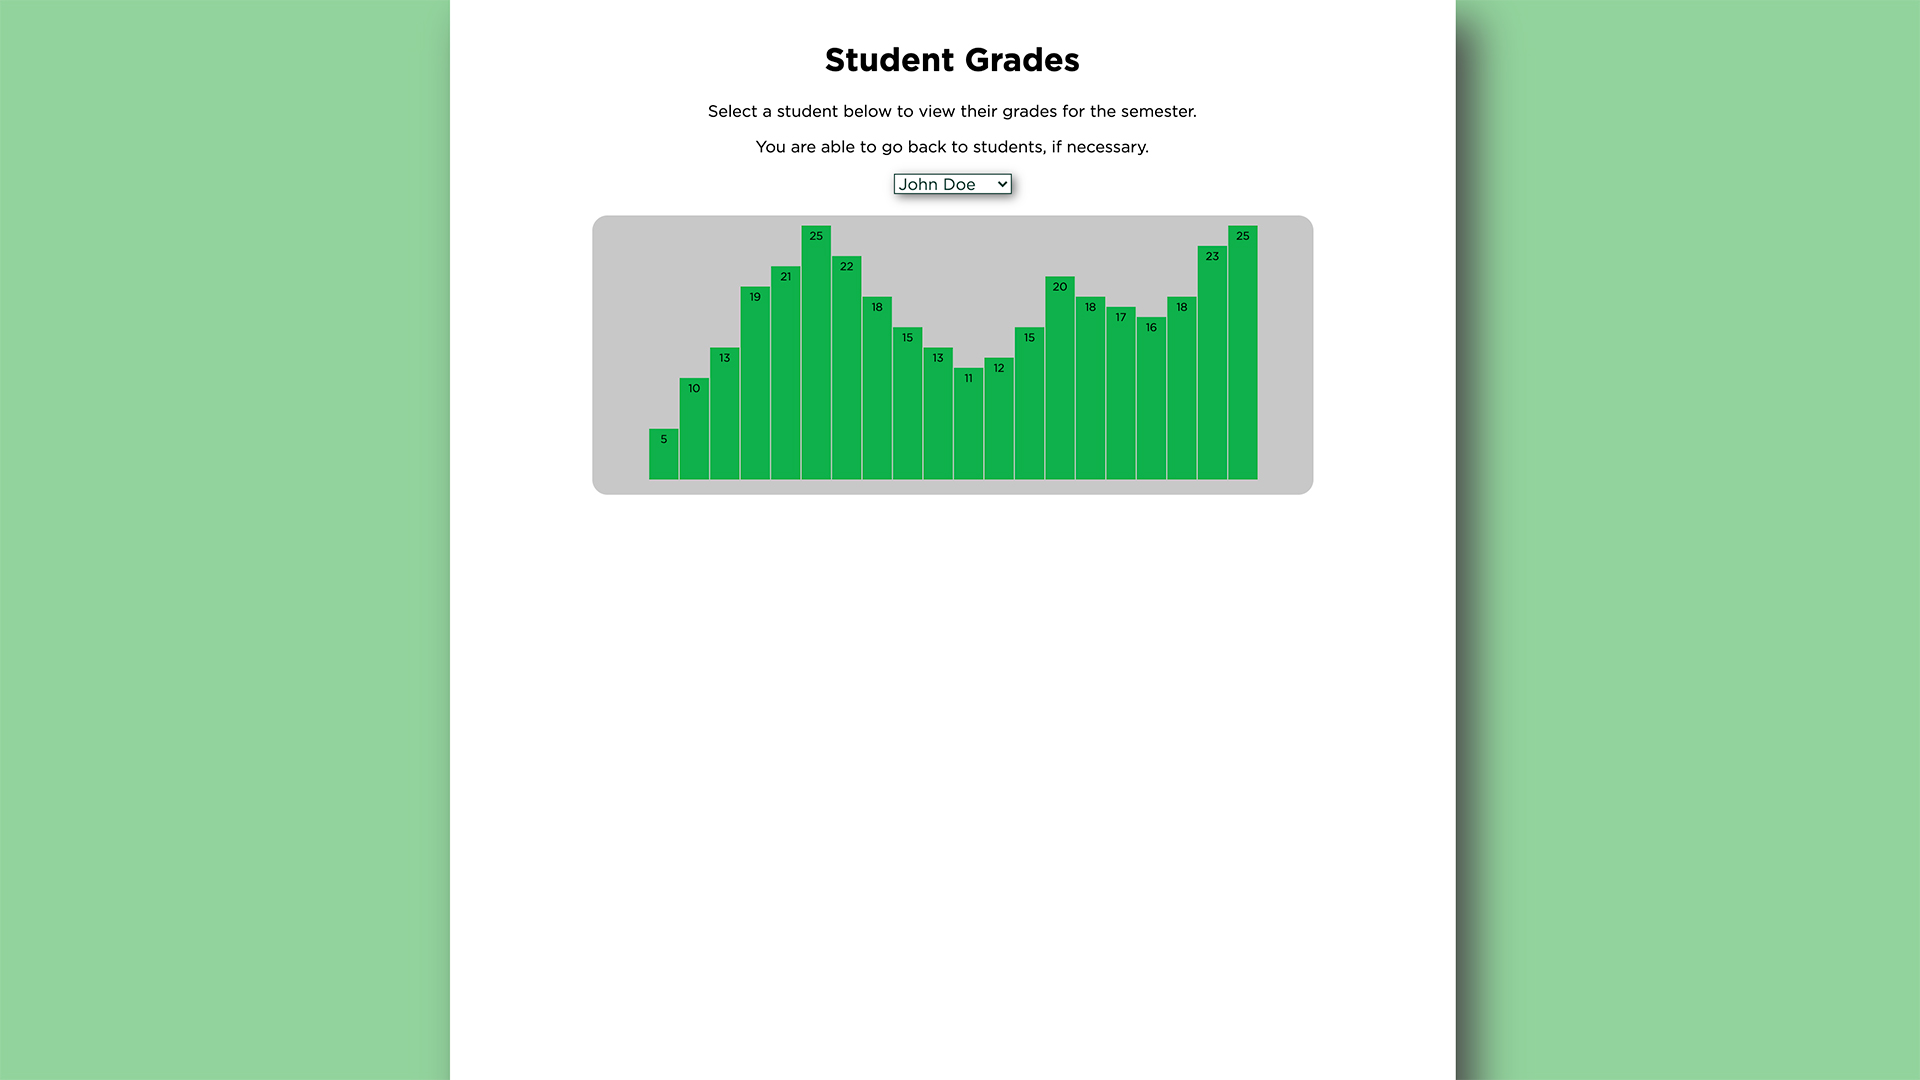 Student Grades
Select a student below to view their grades for the semester.
You are able to go back to students, if necessary.
John Doe
5 10 13 19 21 25 22 18 15 13 11 12 15 20 18 17 16 18 23 25